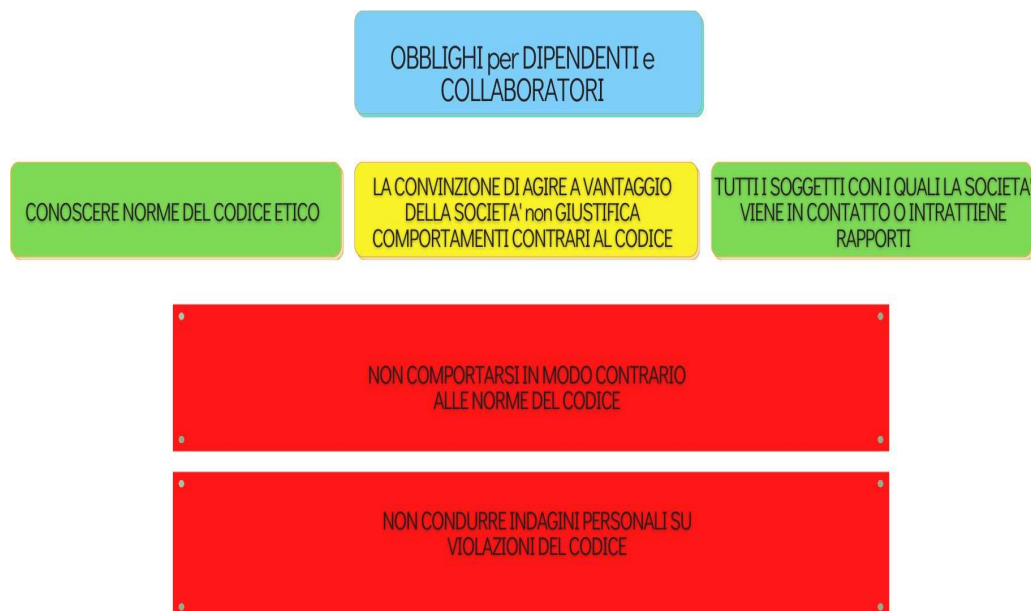 OBBLIGHI per DIPENDENTI e
COLLABORATORI
CONOSCERE NORME DEL CODICE ETICO
LA CONVINZIONE DI AGIRE A VANTAGGIO
DELLA SOCIETA' non GIUSTIFICA
COMPORTAMENTI CONTRARI AL CODICE
TUTTI I SOGGETTI CON I QUALI LA SOCIETA'
VIENE IN CONTATTO O INTRATTIENE
RAPPORTI
NON COMPORTARSI IN MODO CONTRARIO
ALLE NORME DEL CODICE
NON CONDURRE INDAGINI PERSONALI SU
VIOLAZIONI DEL CODICE